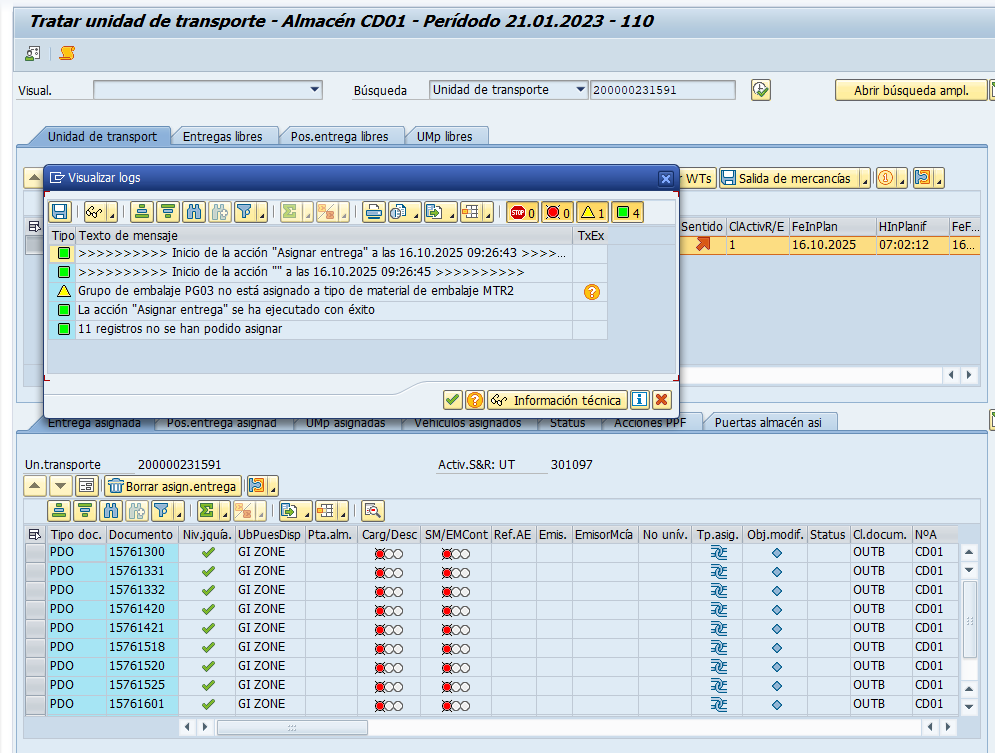 Tratar unidad de transporte - Almacén CD01 - Perídodo 21.01.2023 - 110
Visual. Búsqueda Unidad de transporte 200000231591 Abrir búsqueda ampl.
Unidad de transport Entregas libres Pos.entrega libres UMp libres
WTs Salida de mercancías
Sentido ClActivR/E FeInPlan HInPlanif FeF...
1 16.10.2025 07:02:12 16...
Visualizar logs
STOP 0 0 1 4
Tipo Texto de mensaje TxEx
>>>>>>>>>> Inicio de la acción "Asignar entrega" a las 16.10.2025 09:26:43 >>>>...
>>>>>>>>>> Inicio de la acción "" a las 16.10.2025 09:26:45 >>>>>>>>>>
Grupo de embalaje PG03 no está asignado a tipo de material de embalaje MTR2
La acción "Asignar entrega" se ha ejecutado con éxito
11 registros no se han podido asignar
Información técnica
Entrega asignada Pos.entrega asignad UMp asignadas Vehículos asignados Status Acciones PPF Puertas almacén asi
Un.transporte 200000231591 Activ.S&R: UT 301097
Borrar asign.entrega
Tipo doc. Documento Niv.jquía. UbPuesDisp Pta.alm. Carg/Desc SM/EMCont Ref.AE Emis. EmisorMcía No unív. Tp.asig. Obj.modif. Status Cl.docum. NºA
PDO 15761300 GI ZONE OUTB CD01
PDO 15761331 GI ZONE OUTB CD01
PDO 15761332 GI ZONE OUTB CD01
PDO 15761420 GI ZONE OUTB CD01
PDO 15761421 GI ZONE OUTB CD01
PDO 15761518 GI ZONE OUTB CD01
PDO 15761520 GI ZONE OUTB CD01
PDO 15761525 GI ZONE OUTB CD01
PDO 15761601 GI ZONE OUTB CD01